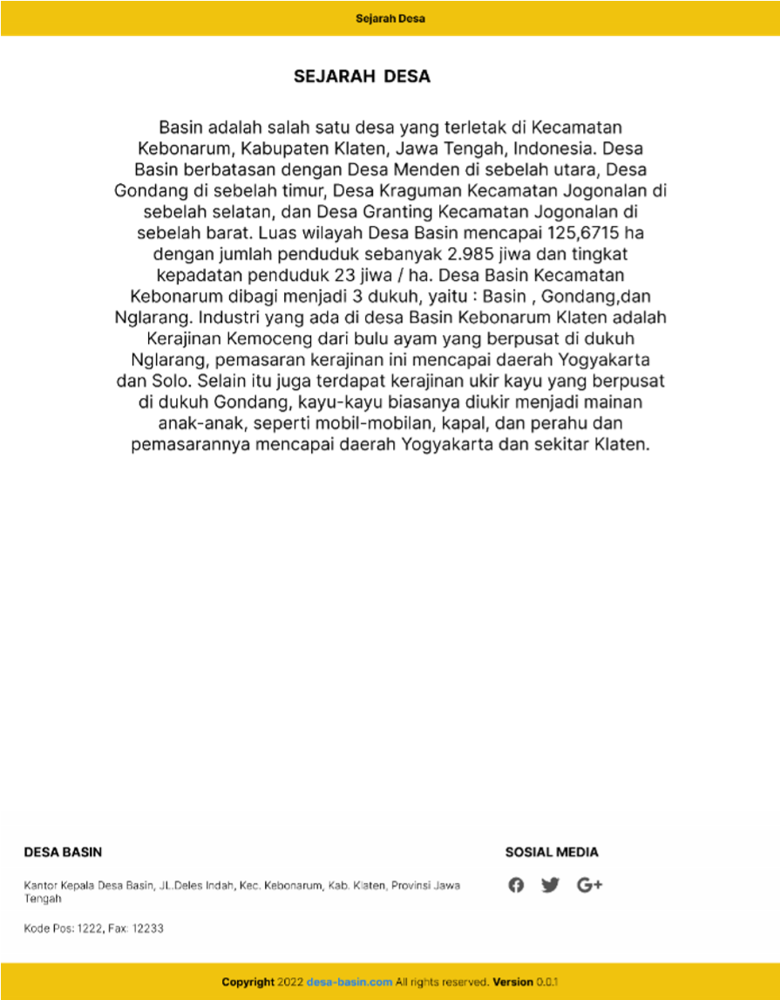 Sejarah Desa
SEJARAH DESA
Basin adalah salah satu desa yang terletak di Kecamatan
Kebonarum, Kabupaten Klaten, Jawa Tengah, Indonesia. Desa
Basin berbatasan dengan Desa Menden di sebelah utara, Desa
Gondang di sebelah timur, Desa Kraguman Kecamatan Jogonalan di
sebelah selatan, dan Desa Granting Kecamatan Jogonalan di
sebelah barat. Luas wilayah Desa Basin mencapai 125,6715 ha
dengan jumlah penduduk sebanyak 2.985 jiwa dan tingkat
kepadatan penduduk 23 jiwa / ha. Desa Basin Kecamatan
Kebonarum dibagi menjadi 3 dukuh, yaitu : Basin , Gondang,dan
Nglarang. Industri yang ada di desa Basin Kebonarum Klaten adalah
Kerajinan Kemoceng dari bulu ayam yang berpusat di dukuh
Nglarang, pemasaran kerajinan ini mencapai daerah Yogyakarta
dan Solo. Selain itu juga terdapat kerajinan ukir kayu yang berpusat
di dukuh Gondang, kayu-kayu biasanya diukir menjadi mainan
anak-anak, seperti mobil-mobilan, kapal, dan perahu dan
pemasarannya mencapai daerah Yogyakarta dan sekitar Klaten.
DESA BASIN
Kantor Kepala Desa Basin, JL.Deles Indah, Kec. Kebonarum, Kab. Klaten, Provinsi Jawa
Tengah
Kode Pos: 1222, Fax: 12233
SOSIAL MEDIA
G+
Copyright 2022 desa-basin.com All rights reserved. Version 0.0.1